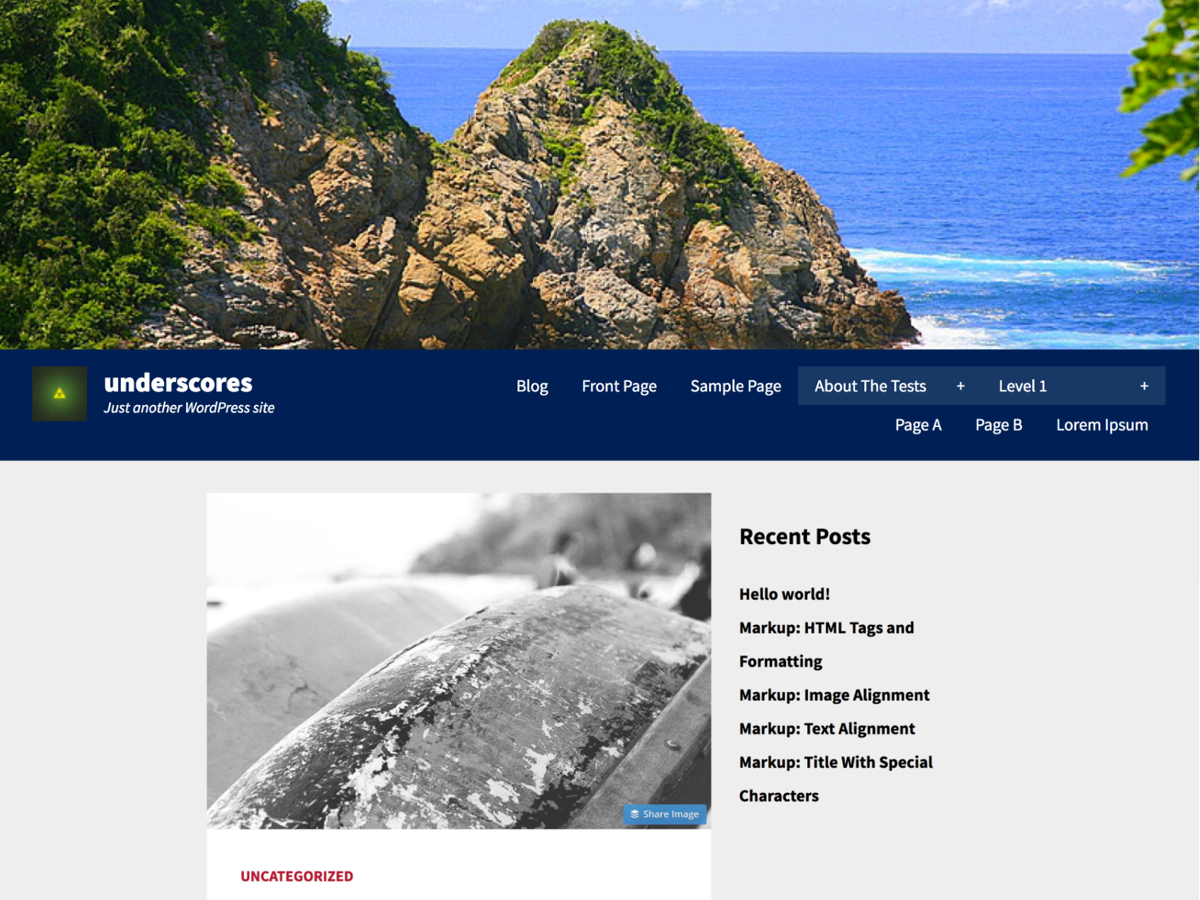 underscores
Just another WordPress site
Blog Front Page Sample Page About The Tests + Level 1 +
Page A Page B Lorem Ipsum
Share Image
UNCATEGORIZED
Recent Posts
Hello world!
Markup: HTML Tags and
Formatting
Markup: Image Alignment
Markup: Text Alignment
Markup: Title With Special
Characters